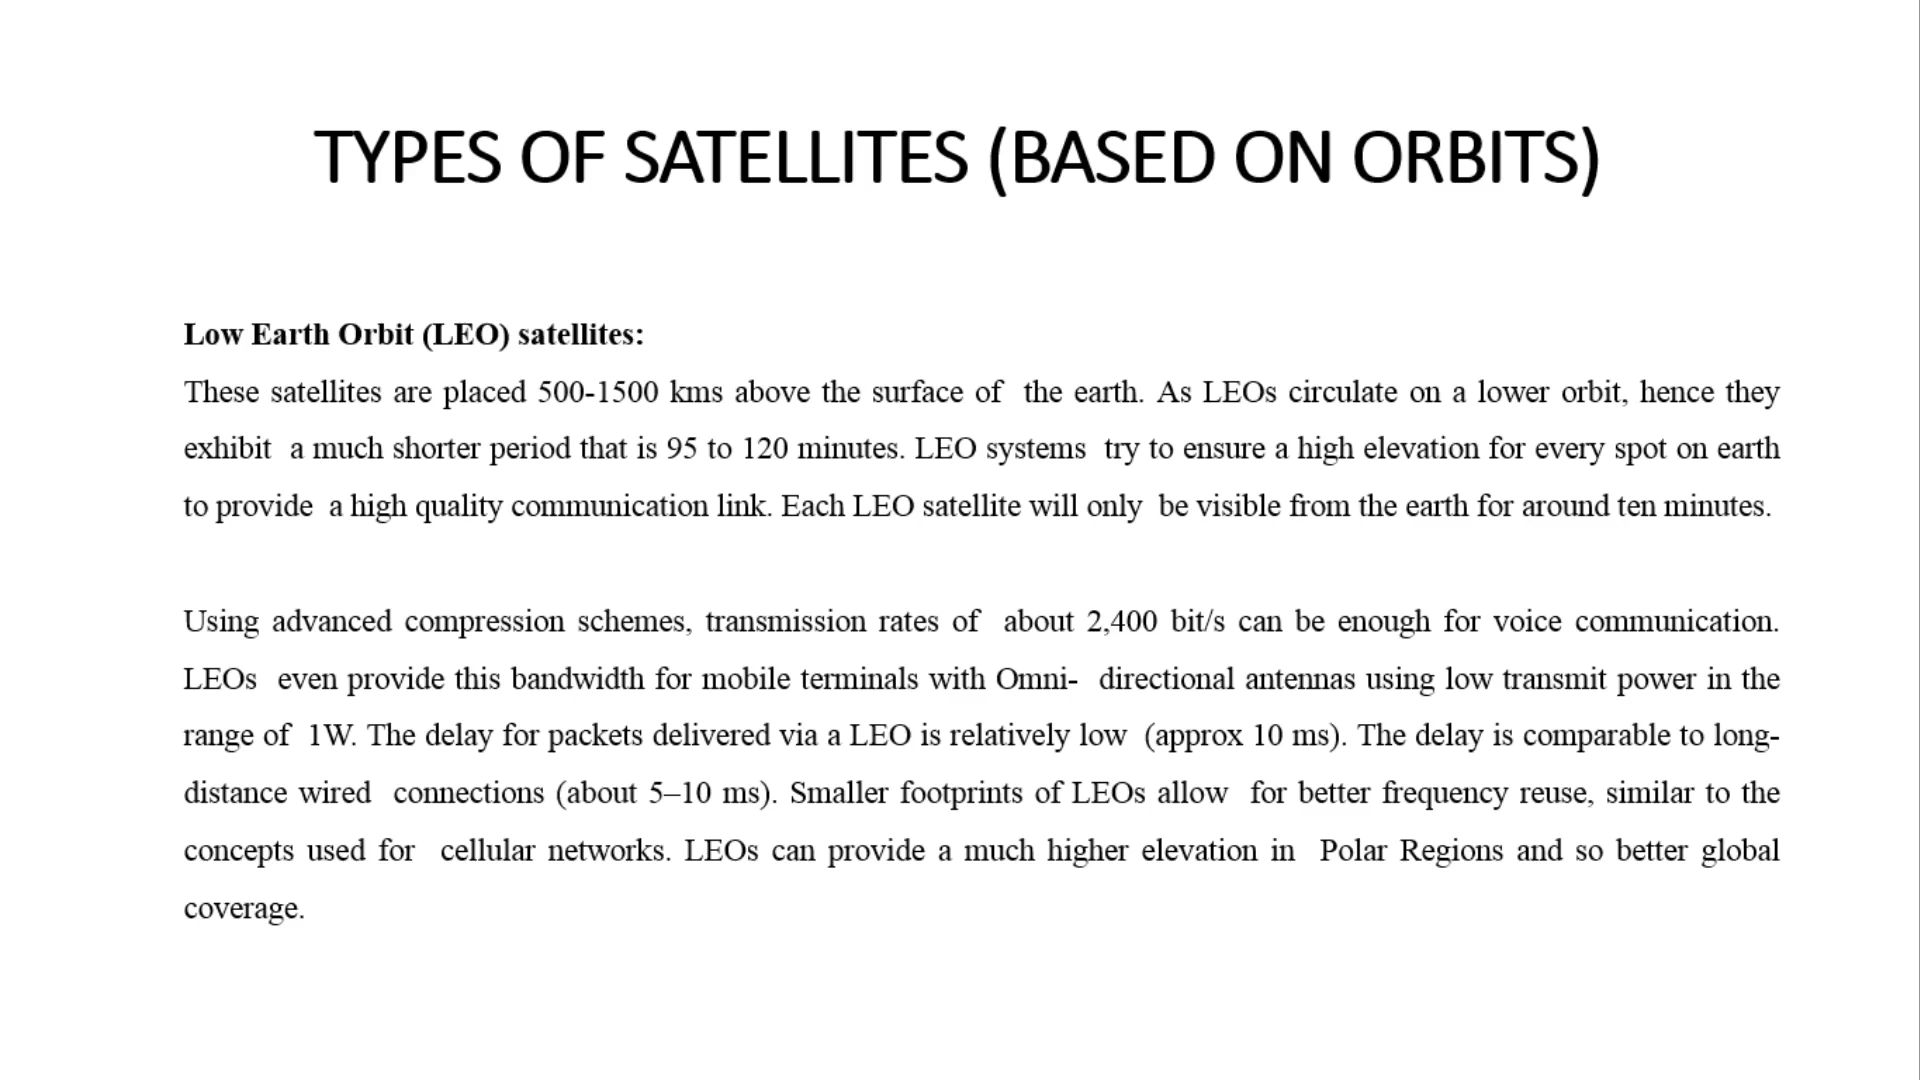 TYPES OF SATELLITES (BASED ON ORBITS)
Low Earth Orbit (LEO) satellites:
These satellites are placed 500-1500 kms above the surface of the earth. As LEOs circulate on a lower orbit, hence they
exhibit a much shorter period that is 95 to 120 minutes. LEO systems try to ensure a high elevation for every spot on earth
to provide a high quality communication link. Each LEO satellite will only be visible from the earth for around ten minutes.
Using advanced compression schemes, transmission rates of about 2,400 bit/s can be enough for voice communication.
LEOs even provide this bandwidth for mobile terminals with Omni- directional antennas using low transmit power in the
range of 1W. The delay for packets delivered via a LEO is relatively low (approx 10 ms). The delay is comparable to long-
distance wired connections (about 5–10 ms). Smaller footprints of LEOs allow for better frequency reuse, similar to the
concepts used for cellular networks. LEOs can provide a much higher elevation in Polar Regions and so better global
coverage.